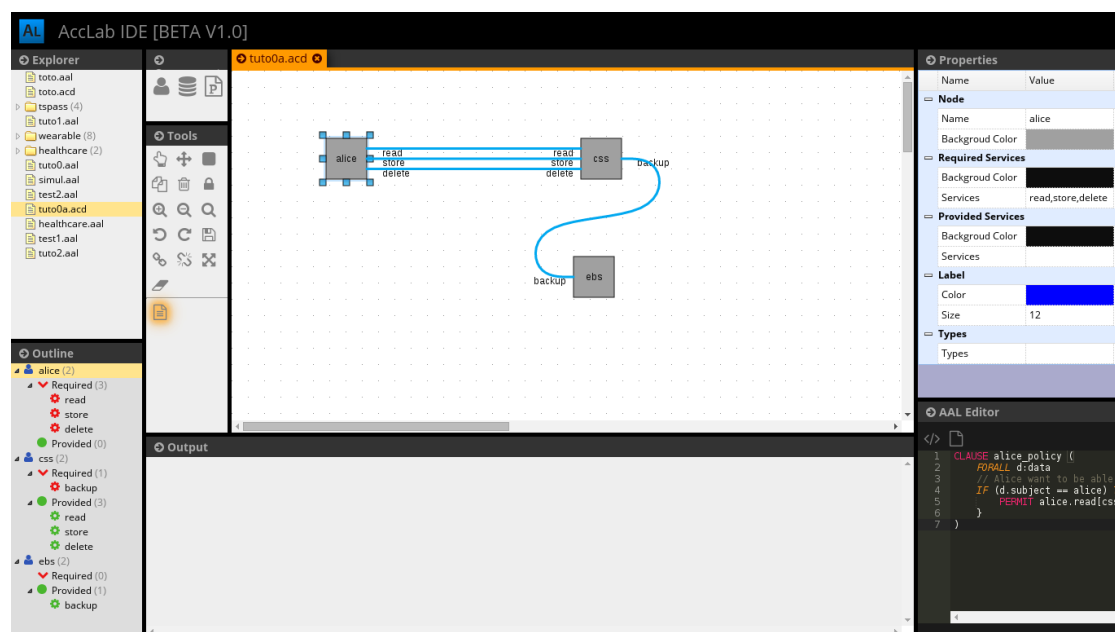 AL AccLab IDE [BETA V1.0]
Explorer
toto.aal
toto.acd
tspass (4)
tuto1.aal
wearable (8)
healthcare (2)
tuto0.aal
simul.aal
test2.aal
tuto0a.acd
healthcare.aal
test1.aal
tuto2.aal
Outline
alice (2)
Required (3)
read
store
delete
Provided (0)
css (2)
Required (1)
backup
Provided (3)
read
store
delete
ebs (2)
Required (0)
Provided (1)
backup
P
Tools
tuto0a.acd
alice
read
store
delete
read
store
delete
css
backup
backup
ebs
Output
Properties
Name Value
Node
Name alice
Backgroud Color
Required Services
Backgroud Color
Services read,store,delete
Provided Services
Backgroud Color
Services
Label
Color
Size 12
Types
Types
AAL Editor
</>
1 CLAUSE alice_policy (
2 FORALL d:data
3 // Alice want to be able
4 IF (d.subject == alice)
5 PERMIT alice.read[css
6 }
7 )